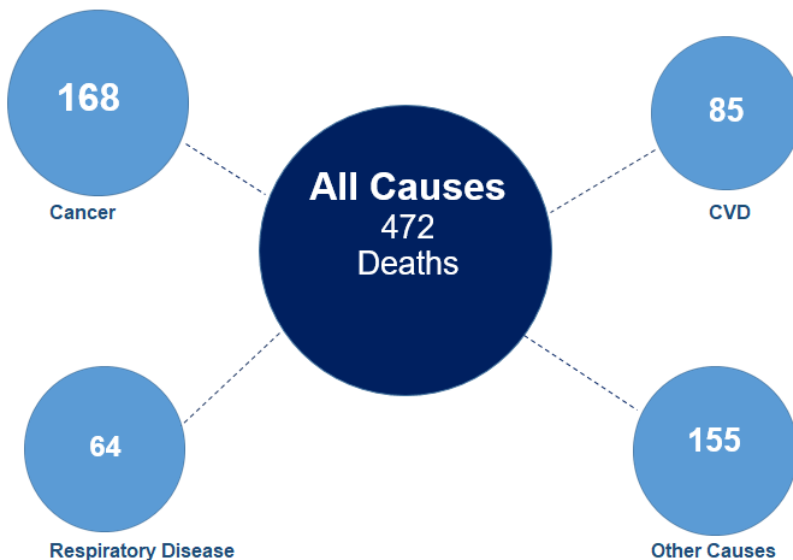 168
Cancer
All Causes
472
Deaths
85
CVD
64
Respiratory Disease
155
Other Causes